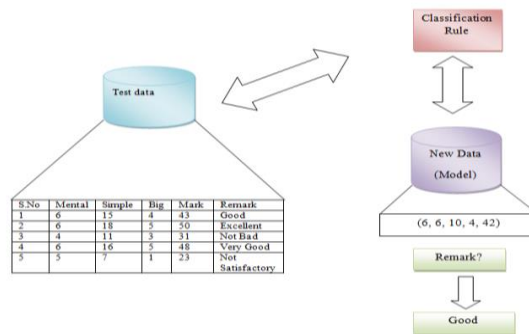 Classification
Rule
Test data
New Data
(Model)
S.No Mental Simple Big Mark Remark
1 6 15 4 43 Good
2 6 18 5 50 Excellent
3 4 11 3 31 Not Bad
4 6 16 5 48 Very Good
5 5 7 1 23 Not
Satisfactory
(6, 6, 10, 4, 42)
Remark?
Good